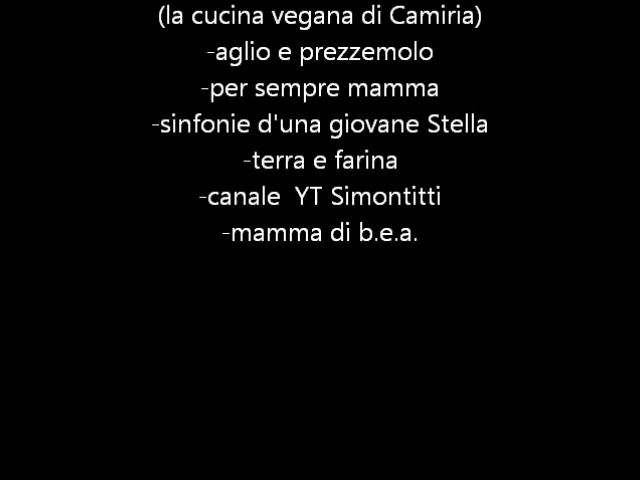 (la cucina vegana di Camiria)
-aglio e prezzemolo
-per sempre mamma
-sinfonie d'una giovane Stella
-terra e farina
-canale  YT Simontitti
-mamma di b.e.a.